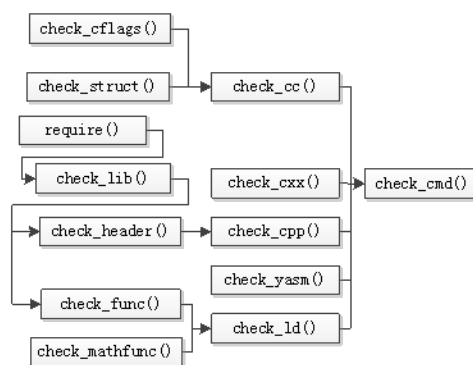 check_cflags()
check_struct()
check_cc()
require()
check_lib()
check_cxx()
check_cmd()
check_header()
check_cpp()
check_yasm()
check_func()
check_ld()
check_mathfunc()